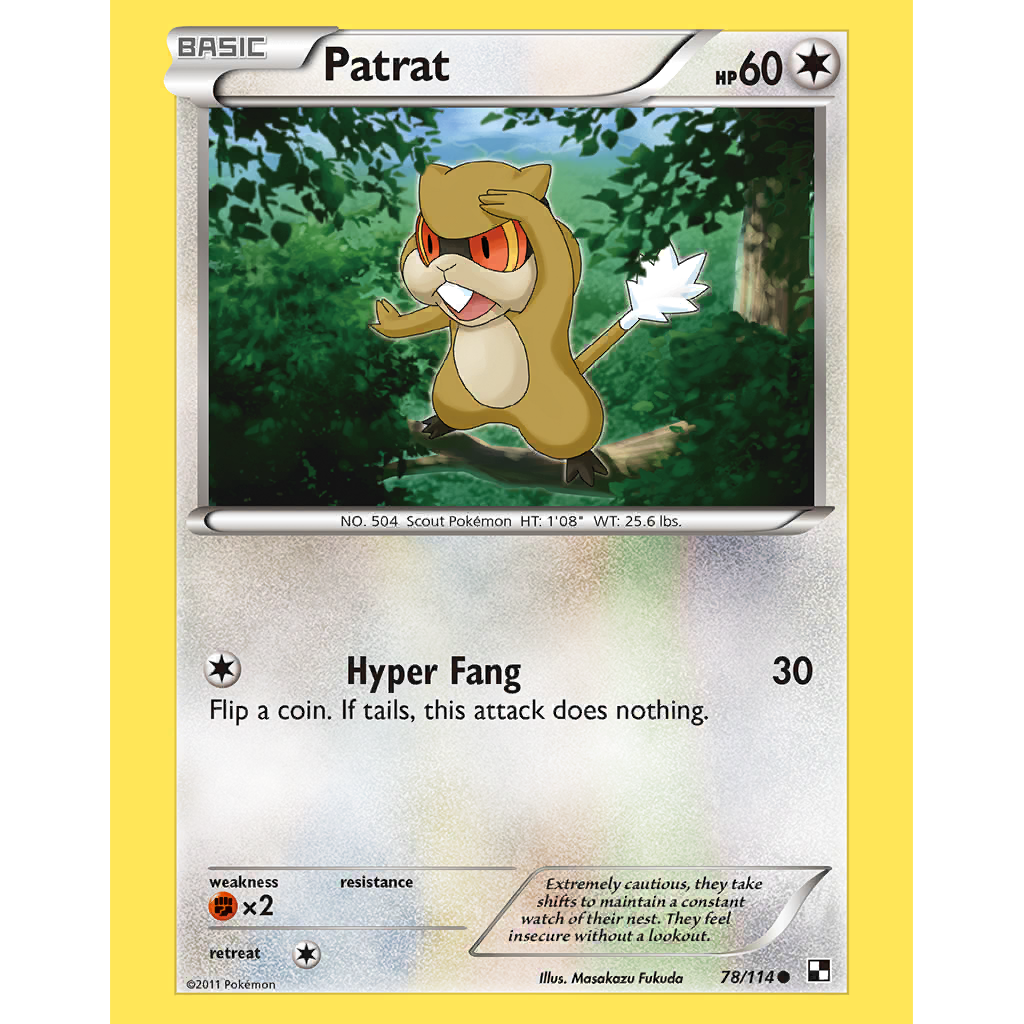 BASIC
Patrat
HP60
NO. 504 Scout Pokémon HT: 1'08" WT: 25.6 lbs.
Hyper Fang 30
Flip a coin. If tails, this attack does nothing.
weakness resistance
×2
retreat
Extremely cautious, they take
shifts to maintain a constant
watch of their nest. They feel
insecure without a lookout.
Illus. Masakazu Fukuda 78/114
©2011 Pokémon